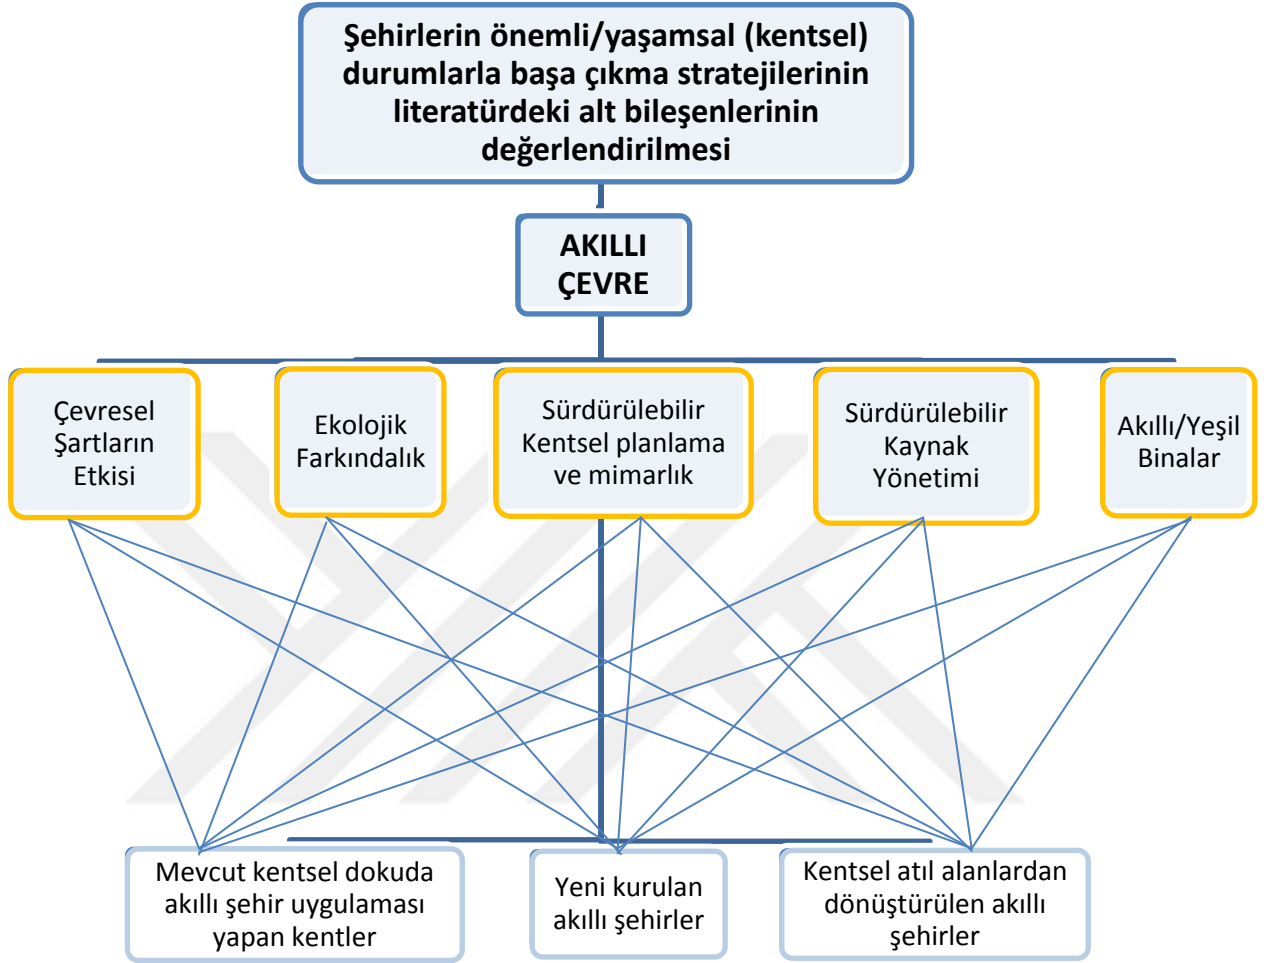 Şehirlerin önemli/yaşamsal (kentsel)
durumlarla başa çıkma stratejilerinin
literatürdeki alt bileşenlerinin
değerlendirilmesi
AKILLI
ÇEVRE
Çevresel
Şartların
Etkisi
Ekolojik
Farkındalık
Sürdürülebilir
Kentsel planlama
ve mimarlık
Sürdürülebilir
Kaynak
Yönetimi
Akıllı/Yeşil
Binalar
Mevcut kentsel dokuda
akıllı şehir uygulaması
yapan kentler
Yeni kurulan
akıllı şehirler
Kentsel atıl alanlardan
dönüştürülen akıllı
şehirler